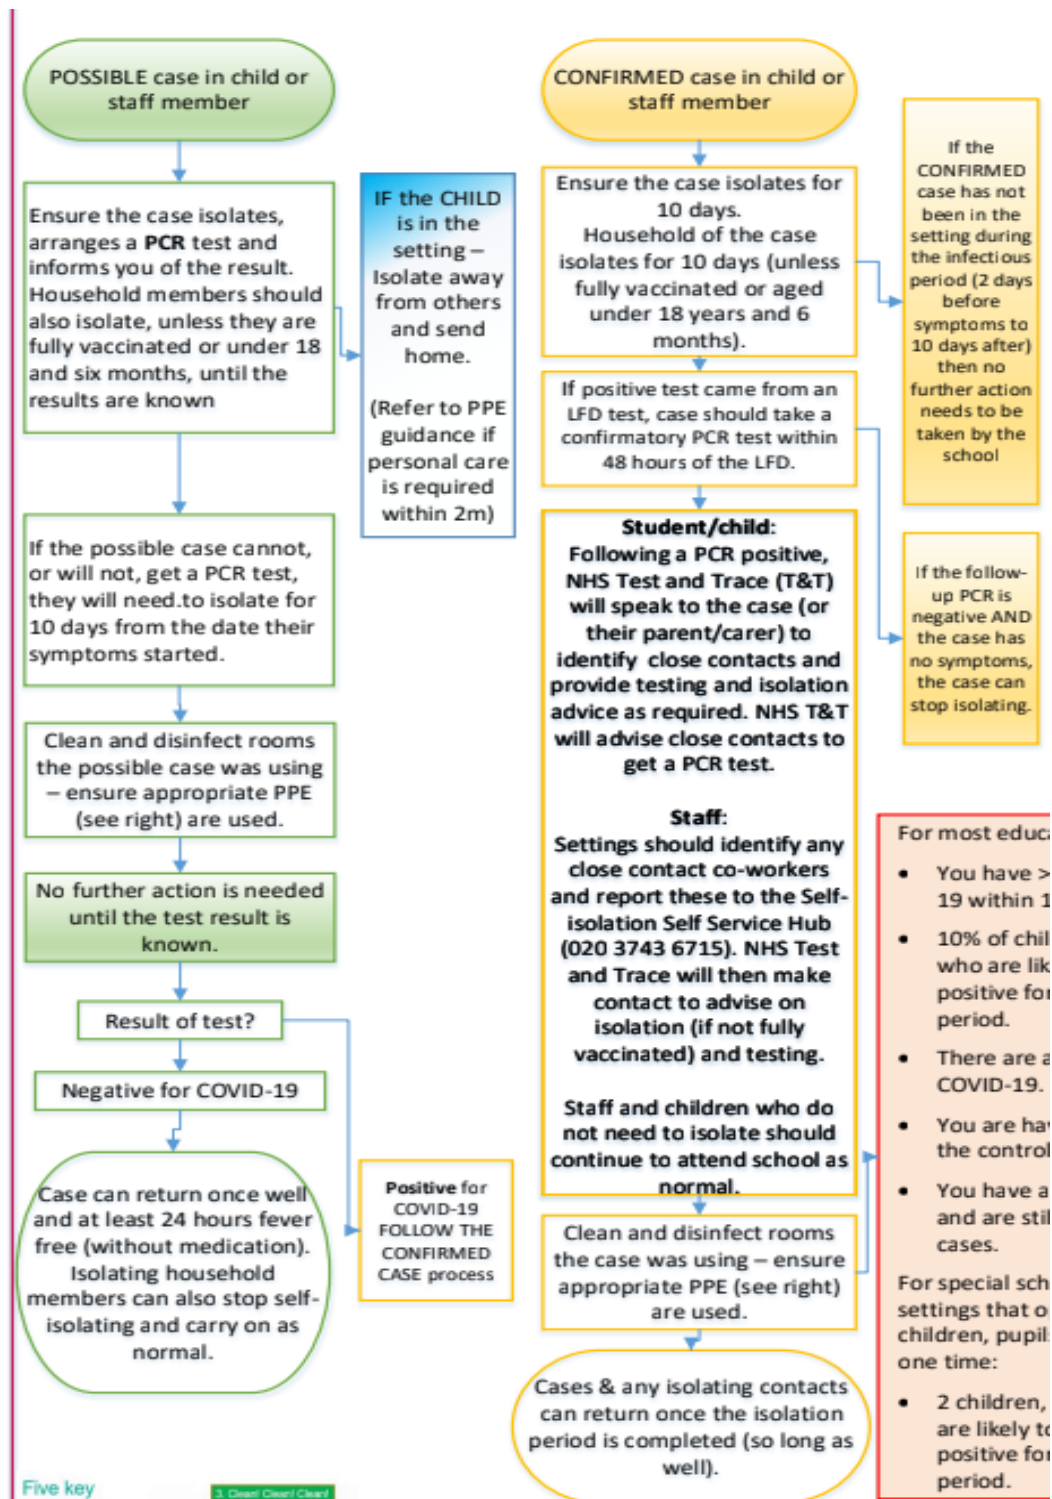 POSSIBLE case in child or
staff member
Ensure the case isolates,
arranges a PCR test and
informs you of the result.
Household members should
also isolate, unless they are
fully vaccinated or under 18
and six months, until the
results are known
IF the CHILD
is in the
setting –
Isolate away
from others
and send
home.
(Refer to PPE
guidance if
personal care
is required
within 2m)
If the possible case cannot,
or will not, get a PCR test,
they will need.to isolate for
10 days from the date their
symptoms started.
Clean and disinfect rooms
the possible case was using
– ensure appropriate PPE
(see right) are used.
No further action is needed
until the test result is
known.
Result of test?
Negative for COVID-19
Case can return once well
and at least 24 hours fever
free (without medication).
Isolating household
members can also stop self-
isolating and carry on as
normal.
Positive for
COVID-19
FOLLOW THE
CONFIRMED
CASE process
CONFIRMED case in child or
staff member
Ensure the case isolates for
10 days.
Household of the case
isolates for 10 days (unless
fully vaccinated or aged
under 18 years and 6
months).
If the
CONFIRMED
case has not
been in the
setting during
the infectious
period (2 days
before
symptoms to
10 days after)
then no
further action
needs to be
taken by the
school
If positive test came from an
LFD test, case should take a
confirmatory PCR test within
48 hours of the LFD.
If the follow-
up PCR is
negative AND
the case has
no symptoms,
the case can
stop isolating.
Student/child:
Following a PCR positive,
NHS Test and Trace (T&T)
will speak to the case (or
their parent/carer) to
identify close contacts and
provide testing and isolation
advice as required. NHS T&T
will advise close contacts to
get a PCR test.
Staff:
Settings should identify any
close contact co-workers
and report these to the Self-
isolation Self Service Hub
(020 3743 6715). NHS Test
and Trace will then make
contact to advise on
isolation (if not fully
vaccinated) and testing.
Staff and children who do
not need to isolate should
continue to attend school as
normal.
Clean and disinfect rooms
the case was using – ensure
appropriate PPE (see right)
are used.
Cases & any isolating contacts
can return once the isolation
period is completed (so long as
well).
For most educa
• You have >
19 within 1
• 10% of chil
who are lik
positive for
period.
• There are a
COVID-19.
• You are hav
the control
• You have a
and are stil
cases.
For special sch
settings that o
children, pupil
one time:
• 2 children,
are likely to
positive for
period.
Five key
3. Clean! Clean! Clean!